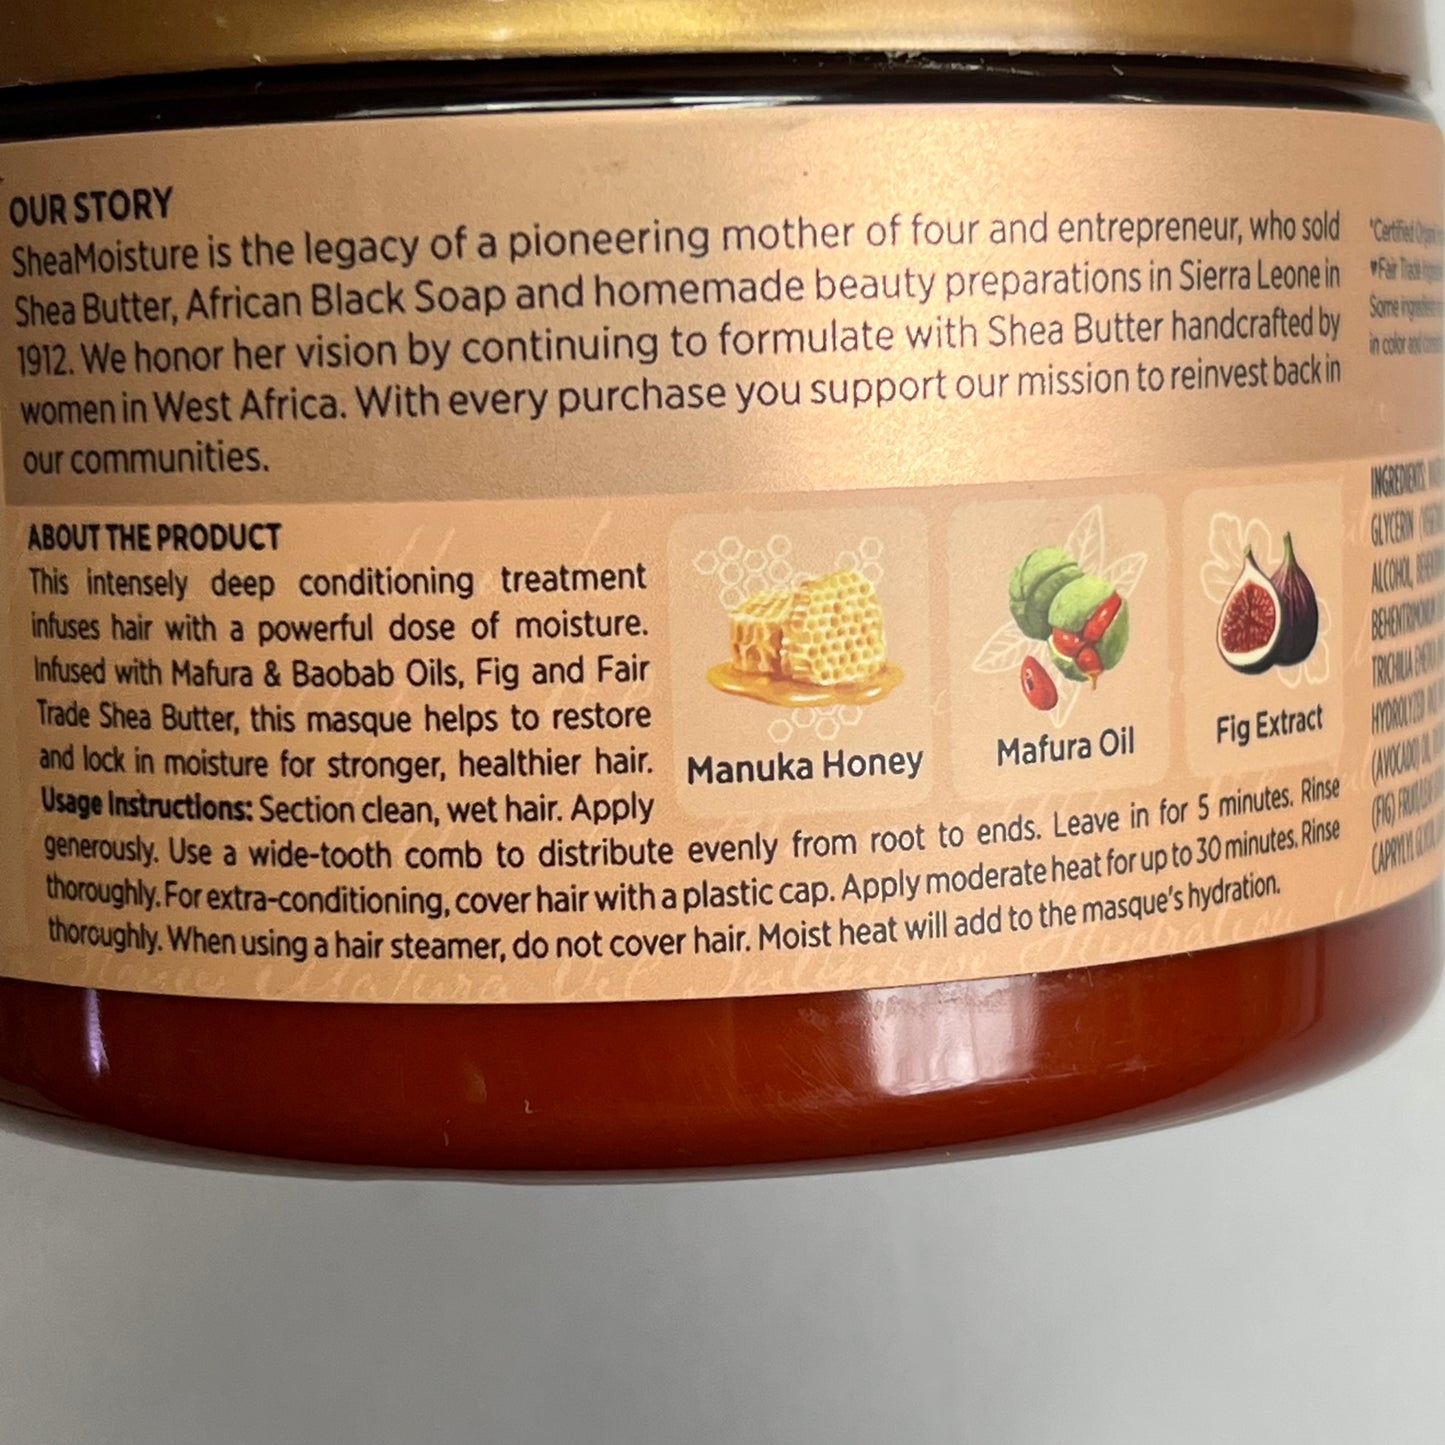 OUR STORY
SheaMoisture is the legacy of a pioneering mother of four and entrepreneur, who sold
Shea Butter, African Black Soap and homemade beauty preparations in Sierra Leone in
1912. We honor her vision by continuing to formulate with Shea Butter handcrafted by
women in West Africa. With every purchase you support our mission to reinvest back in
our communities.
ABOUT THE PRODUCT
This intensely deep conditioning treatment
infuses hair with a powerful dose of moisture.
Infused with Mafura & Baobab Oils, Fig and Fair
Trade Shea Butter, this masque helps to restore
and lock in moisture for stronger, healthier hair.
Usage Instructions: Section clean, wet hair. Apply
generously. Use a wide-tooth comb to distribute evenly from root to ends. Leave in for 5 minutes. Rinse
thoroughly. For extra-conditioning, cover hair with a plastic cap. Apply moderate heat for up to 30 minutes. Rinse
thoroughly. When using a hair steamer, do not cover hair. Moist heat will add to the masque's hydration.
Manuka Honey
Mafura Oil
Fig Extract
*Certified
♥Fair Trade
Some
in color and
INGREDIENTS:
GLYCERIN
ALCOHOL,
TRICHILIA
HYDROLYZED
(AVOCADO) OIL,
(FIG)
CAPRYLYL